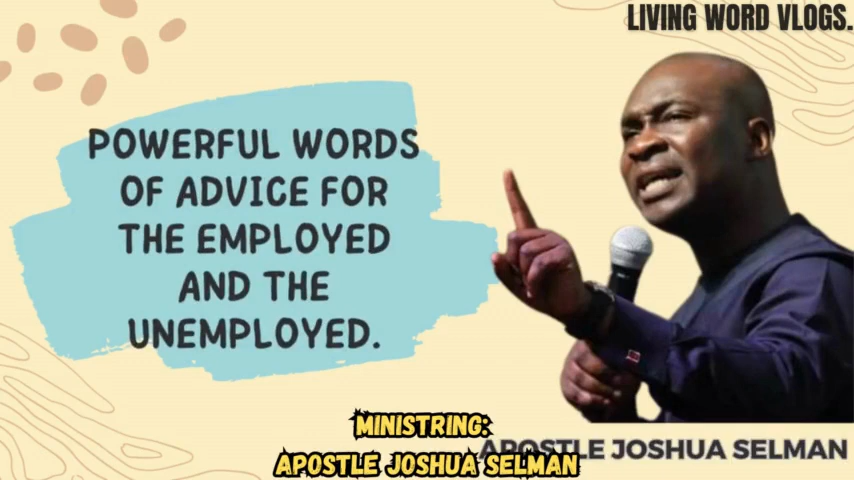 LIVING WORD VLOGS.
POWERFUL WORDS
OF ADVICE FOR
THE EMPLOYED
AND THE
UNEMPLOYED.
MINISTRING:
APOSTLE JOSHUA SELMAN
APOSTLE JOSHUA SELMAN